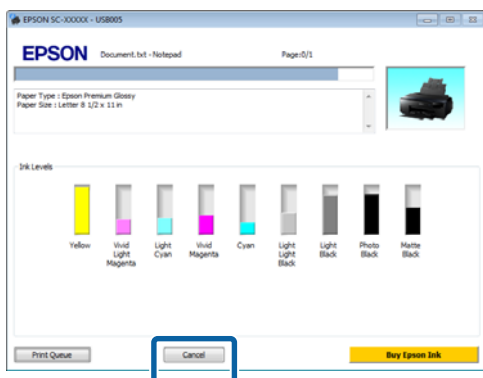 EPSON SC-XXXXX - USB005
EPSON Document.txt - Notepad Page:0/1
Paper Type : Epson Premium Glossy
Paper Size : Letter 8 1/2 x 11 in
Ink Levels
Yellow
Vivid
Light
Magenta
Light
Cyan
Vivid
Magenta
Cyan
Light
Light
Black
Light
Black
Photo
Black
Matte
Black
Print Queue Cancel Buy Epson Ink